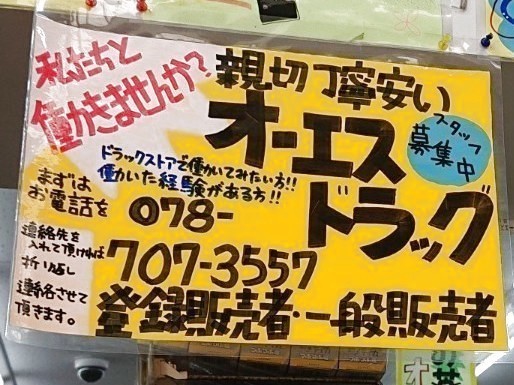 私たちと
働かきませんか?
親切丁寧安い
オーエス
ドラッグ
スタッフ
募集中
ドラックストアで働いてみたい方!!
働いた経験がある方!!
まずは
お電話を
078-
707-3557
連絡先を
入れて頂ければ
折り返し
連絡させて
頂きます。
登録販売者・一般販売者